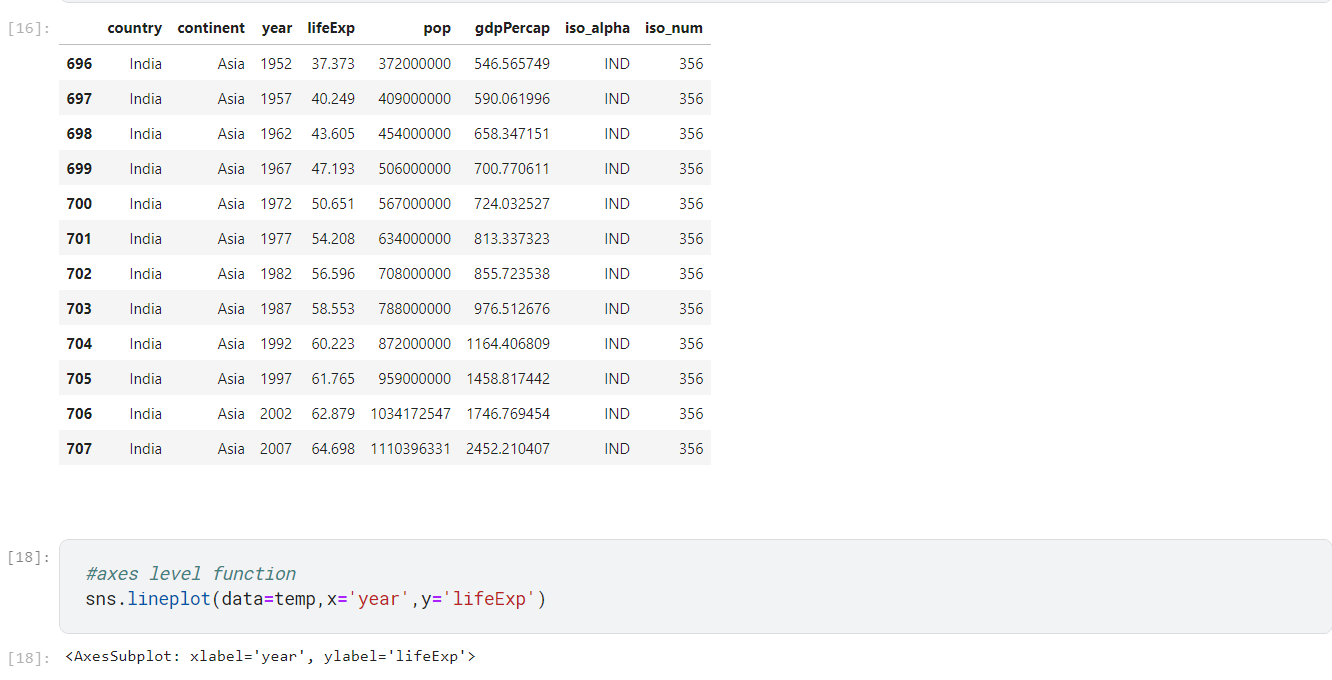 [16]: country continent year lifeExp pop gdpPercap iso_alpha iso_num
696 India Asia 1952 37.373 372000000 546.565749 IND 356
697 India Asia 1957 40.249 409000000 590.061996 IND 356
698 India Asia 1962 43.605 454000000 658.347151 IND 356
699 India Asia 1967 47.193 506000000 700.770611 IND 356
700 India Asia 1972 50.651 567000000 724.032527 IND 356
701 India Asia 1977 54.208 634000000 813.337323 IND 356
702 India Asia 1982 56.596 708000000 855.723538 IND 356
703 India Asia 1987 58.553 788000000 976.512676 IND 356
704 India Asia 1992 60.223 872000000 1164.406809 IND 356
705 India Asia 1997 61.765 959000000 1458.817442 IND 356
706 India Asia 2002 62.879 1034172547 1746.769454 IND 356
707 India Asia 2007 64.698 1110396331 2452.210407 IND 356
[18]:
#axes level function
sns.lineplot(data=temp,x='year',y='lifeExp')
[18]: <AxesSubplot: xlabel='year', ylabel='lifeExp'>